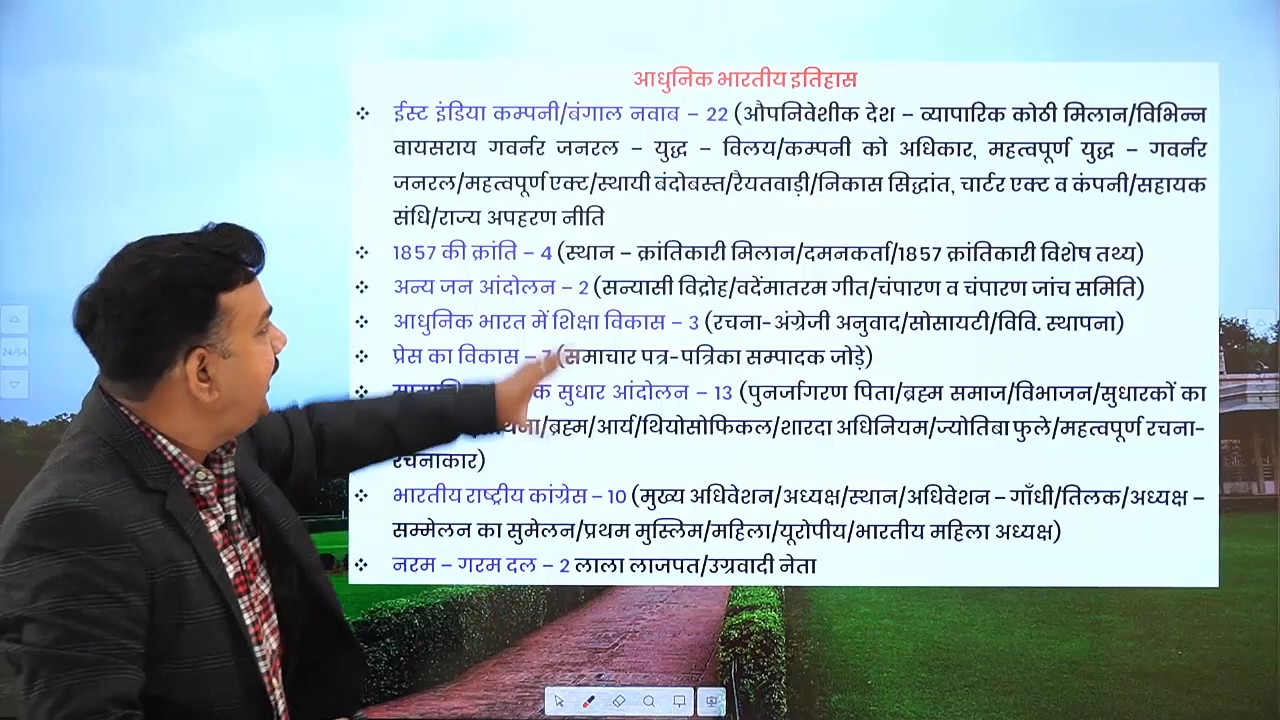 आधुनिक भारतीय इतिहास
❖ ईस्ट इंडिया कम्पनी/बंगाल नवाब – 22 (औपनिवेशीक देश – व्यापारिक कोठी मिलान/विभिन्न
वायसराय गवर्नर जनरल – युद्ध – विलय/कम्पनी को अधिकार, महत्वपूर्ण युद्ध – गवर्नर
जनरल/महत्वपूर्ण एक्ट/स्थायी बंदोबस्त/रैयतवाड़ी/निकास सिद्धांत, चार्टर एक्ट व कंपनी/सहायक
संधि/राज्य अपहरण नीति
❖ 1857 की क्रांति – 4 (स्थान – क्रांतिकारी मिलान/दमनकर्ता/1857 क्रांतिकारी विशेष तथ्य)
❖ अन्य जन आंदोलन – 2 (सन्यासी विद्रोह/वदेंमातरम गीत/चंपारण व चंपारण जांच समिति)
❖ आधुनिक भारत में शिक्षा विकास – 3 (रचना-अंग्रेजी अनुवाद/सोसायटी/विवि. स्थापना)
❖ प्रेस का विकास – 7 (समाचार पत्र-पत्रिका सम्पादक जोड़े)
❖ सुधार आंदोलन – 13 (पुनर्जागरण पिता/ब्रह्म समाज/विभाजन/सुधारकों का
/ब्रह्म/आर्य/थियोसोफिकल/शारदा अधिनियम/ज्योतिबा फुले/महत्वपूर्ण रचना-
रचनाकार)
❖ भारतीय राष्ट्रीय कांग्रेस – 10 (मुख्य अधिवेशन/अध्यक्ष/स्थान/अधिवेशन – गाँधी/तिलक/अध्यक्ष –
सम्मेलन का सुमेलन/प्रथम मुस्लिम/महिला/यूरोपीय/भारतीय महिला अध्यक्ष)
❖ नरम – गरम दल – 2 लाला लाजपत/उग्रवादी नेता
24/54